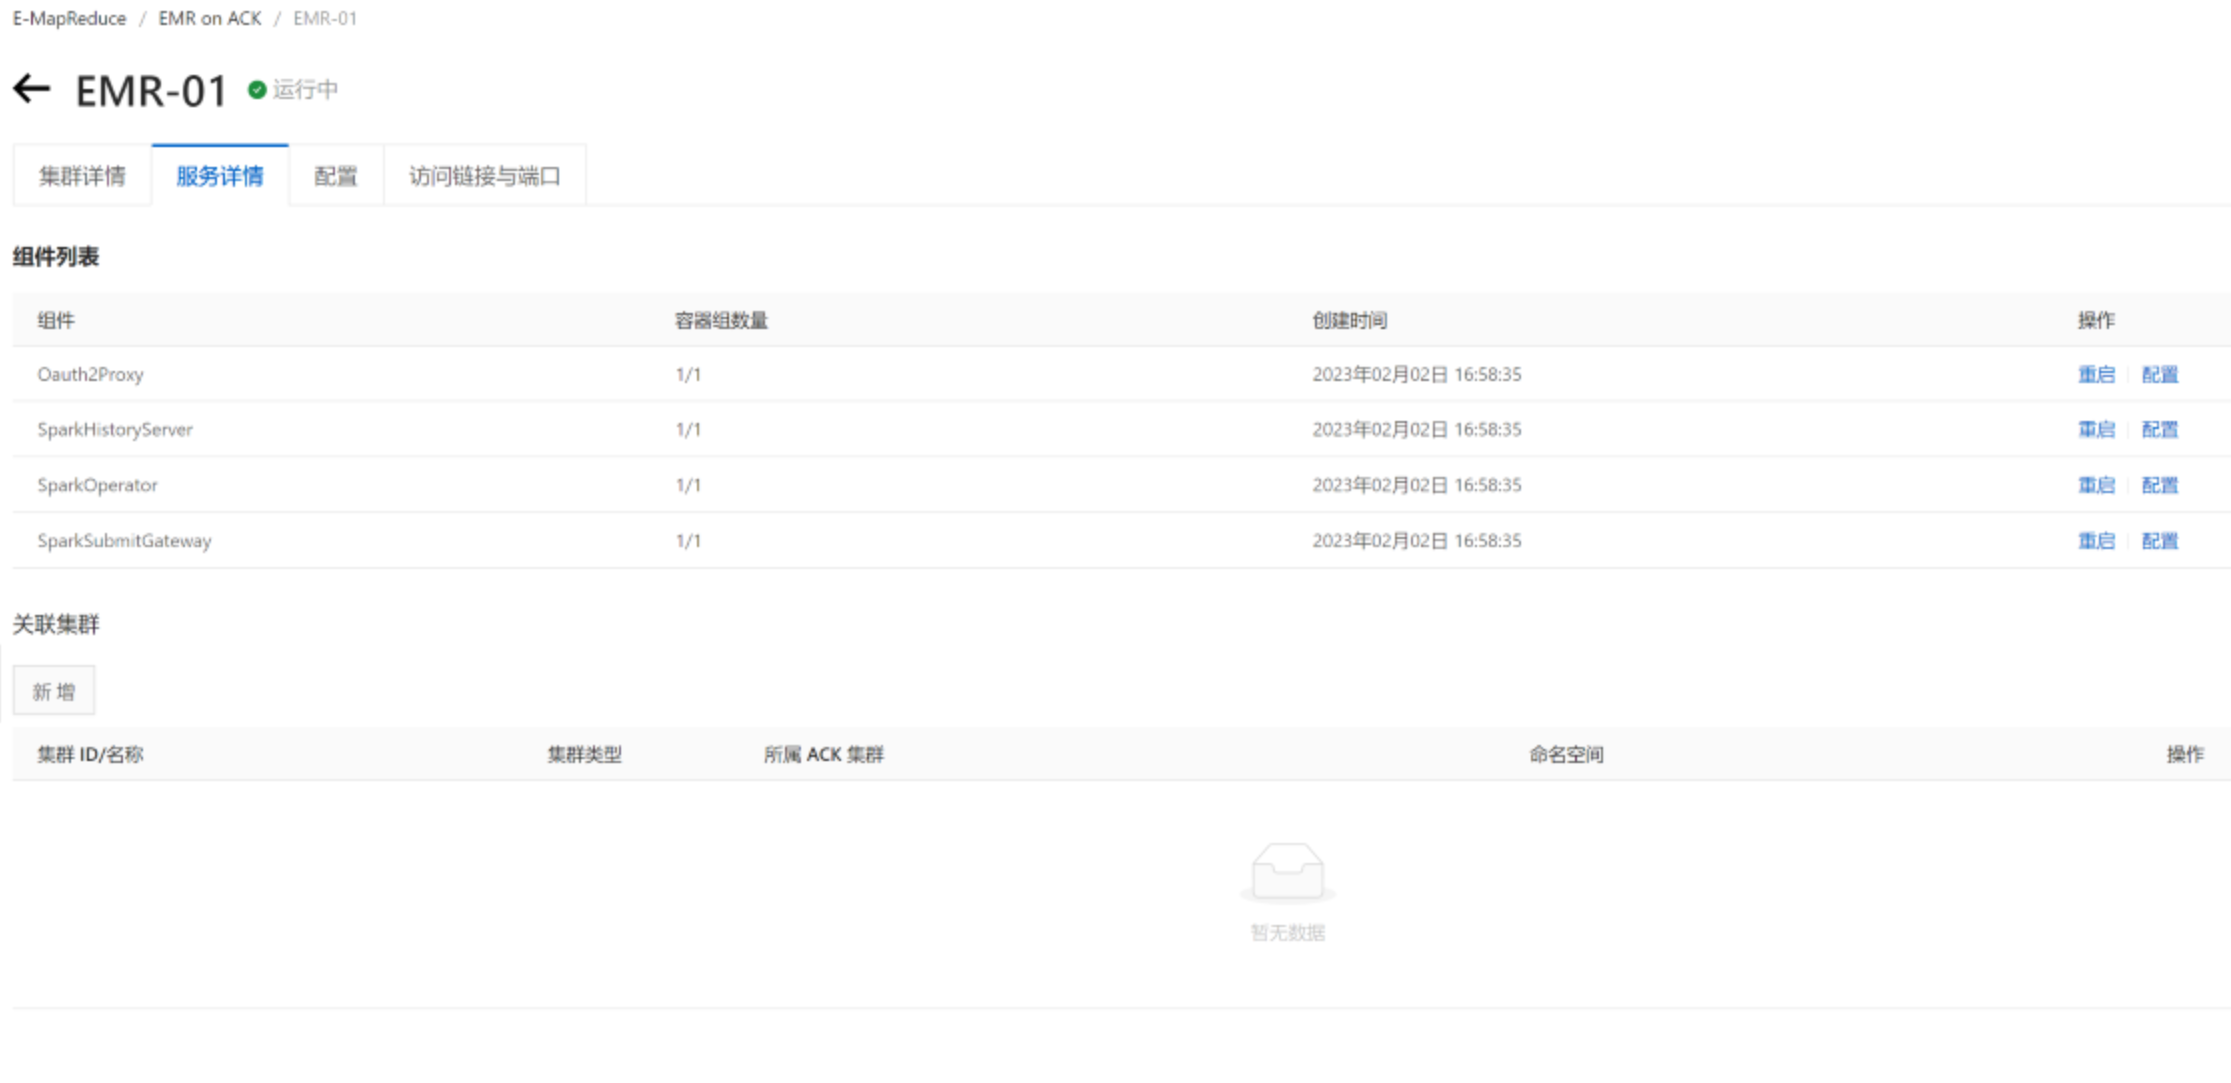 E-MapReduce / EMR on ACK / EMR-01
EMR-01 运行中
集群详情 服务详情 配置 访问链接与端口
组件列表
组件 容器组数量 创建时间 操作
Oauth2Proxy 1/1 2023年02月02日 16:58:35 重启 配置
SparkHistoryServer 1/1 2023年02月02日 16:58:35 重启 配置
SparkOperator 1/1 2023年02月02日 16:58:35 重启 配置
SparkSubmitGateway 1/1 2023年02月02日 16:58:35 重启 配置
关联集群
新 增
集群 ID/名称 集群类型 所属 ACK 集群 命名空间 操作
暂无数据